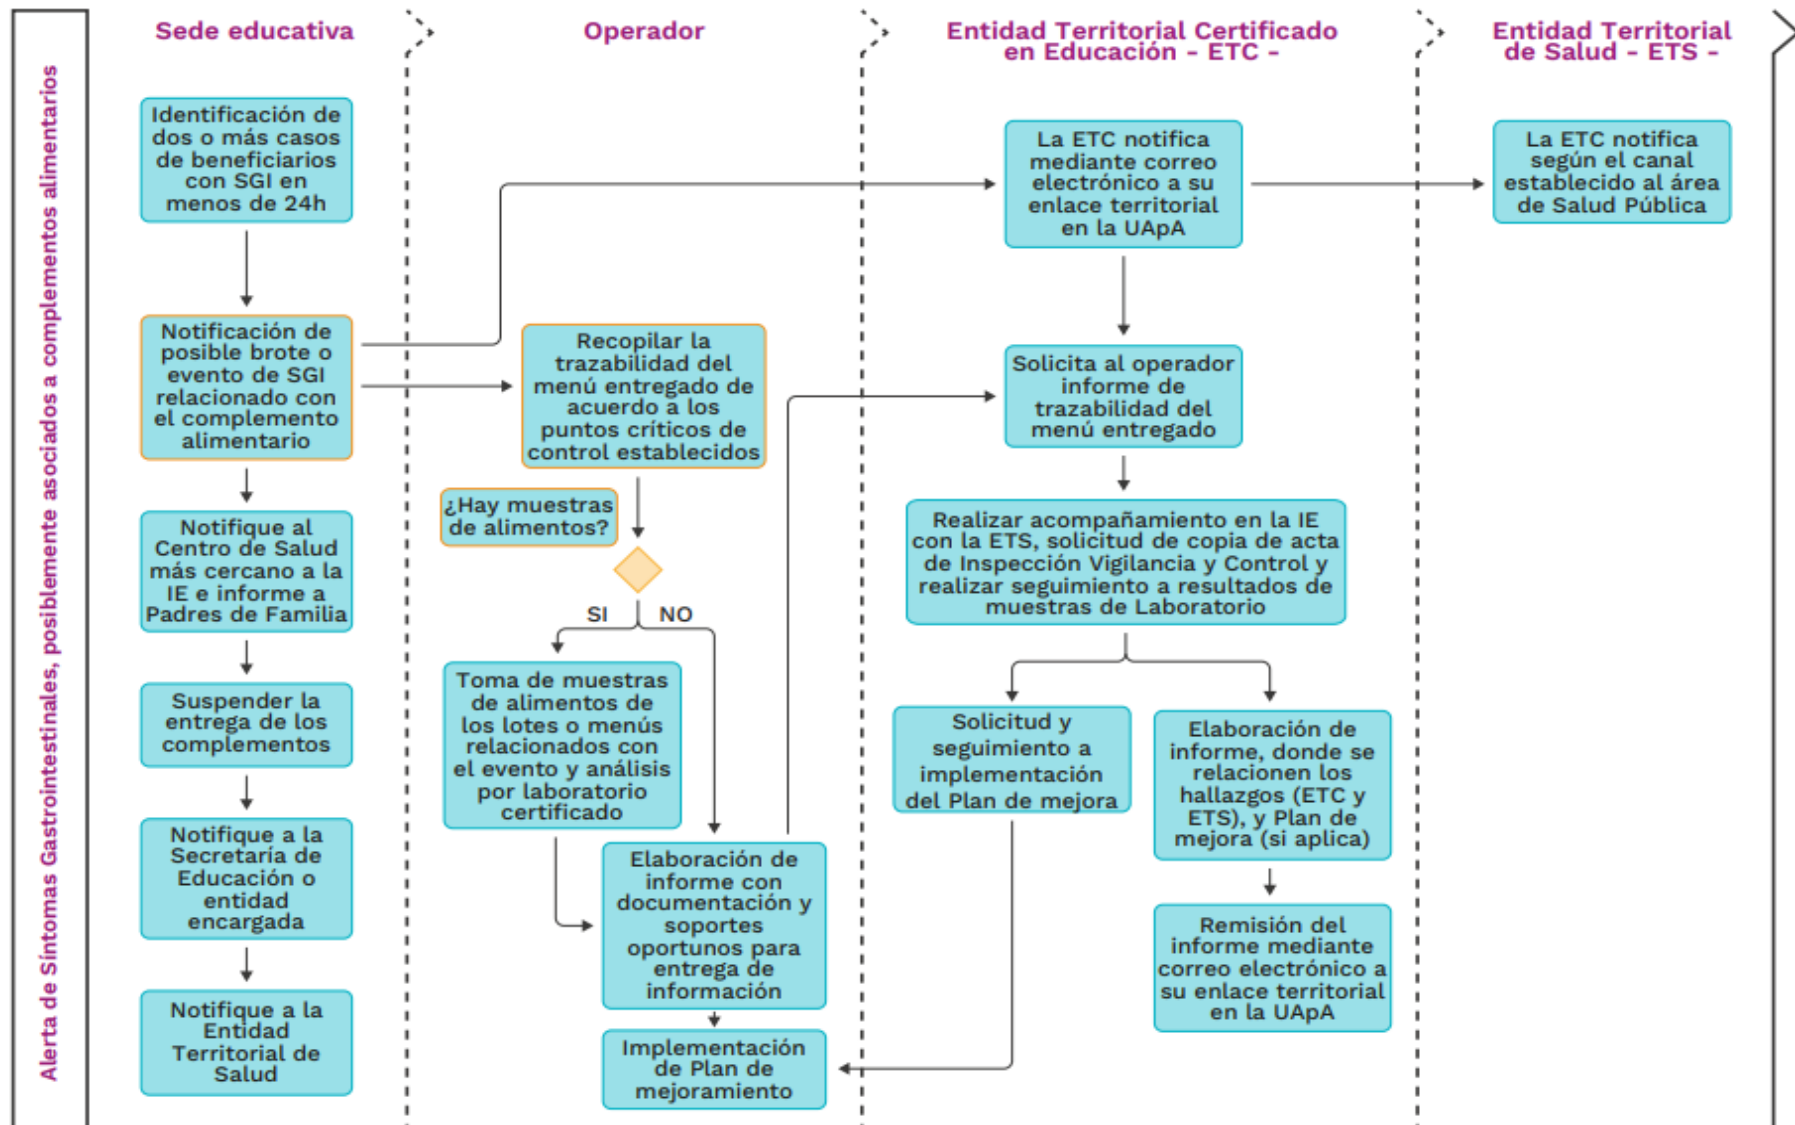 Alerta de Síntomas Gastrointestinales, posiblemente asociados a complementos alimentarios
Sede educativa
Identificación de
dos o más casos
de beneficiarios
con SGI en
menos de 24h
Notificación de
posible brote o
evento de SGI
relacionado con
el complemento
alimentario
Notifique al
Centro de Salud
más cercano a la
IE e informe a
Padres de Familia
Suspender la
entrega de los
complementos
Notifique a la
Secretaría de
Educación o
entidad
encargada
Notifique a la
Entidad
Territorial de
Salud
Operador
Recopilar la
trazabilidad del
menú entregado de
acuerdo a los
puntos críticos de
control establecidos
¿Hay muestras
de alimentos?
SI
NO
Toma de muestras
de alimentos de
los lotes o menús
relacionados con
el evento y análisis
por laboratorio
certificado
Elaboración de
informe con
documentación y
soportes
oportunos para
entrega de
información
Implementación
de Plan de
mejoramiento
Entidad Territorial Certificado
en Educación - ETC -
La ETC notifica
mediante correo
electrónico a su
enlace territorial
en la UApA
Solicita al operador
informe de
trazabilidad del
menú entregado
Realizar acompañamiento en la IE
con la ETS, solicitud de copia de acta
de Inspección Vigilancia y Control y
realizar seguimiento a resultados de
muestras de Laboratorio
Solicitud y
seguimiento a
implementación
del Plan de mejora
Elaboración de
informe, donde se
relacionen los
hallazgos (ETC y
ETS), y Plan de
mejora (si aplica)
Remisión del
informe mediante
correo electrónico a
su enlace territorial
en la UApA
Entidad Territorial
de Salud - ETS -
La ETC notifica
según el canal
establecido al área
de Salud Pública